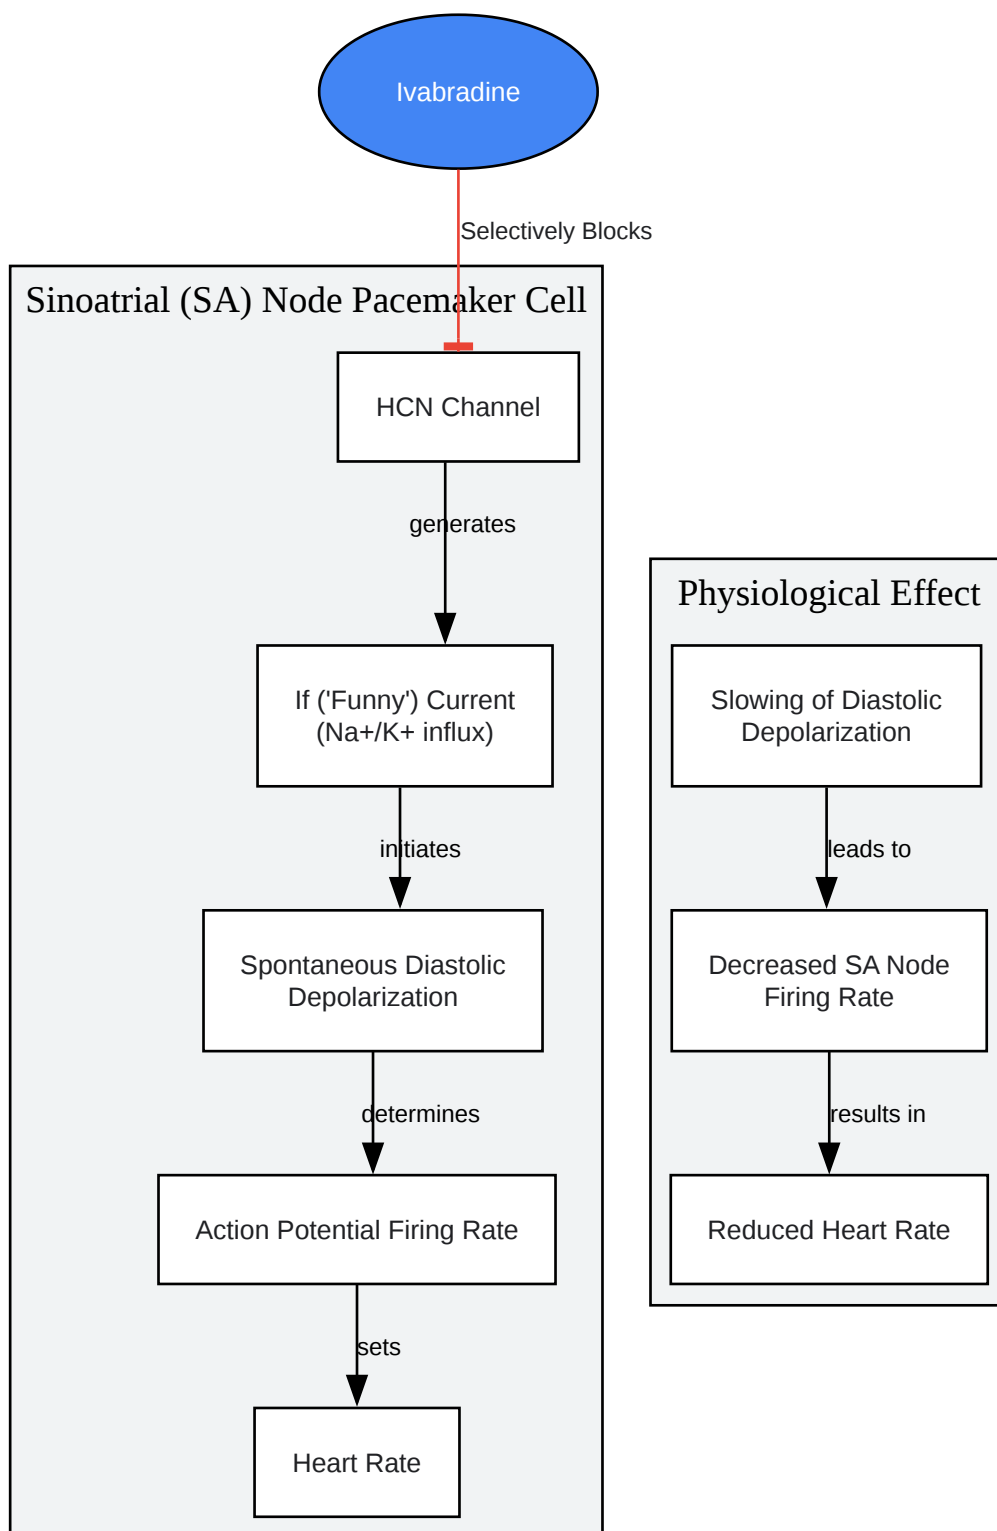 Ivabradine
Selectively Blocks
Sinoatrial (SA) Node Pacemaker Cell
HCN Channel
generates
If ('Funny') Current
(Na+/K+ influx)
initiates
Spontaneous Diastolic
Depolarization
determines
Action Potential Firing Rate
sets
Heart Rate
Physiological Effect
Slowing of Diastolic
Depolarization
leads to
Decreased SA Node
Firing Rate
results in
Reduced Heart Rate